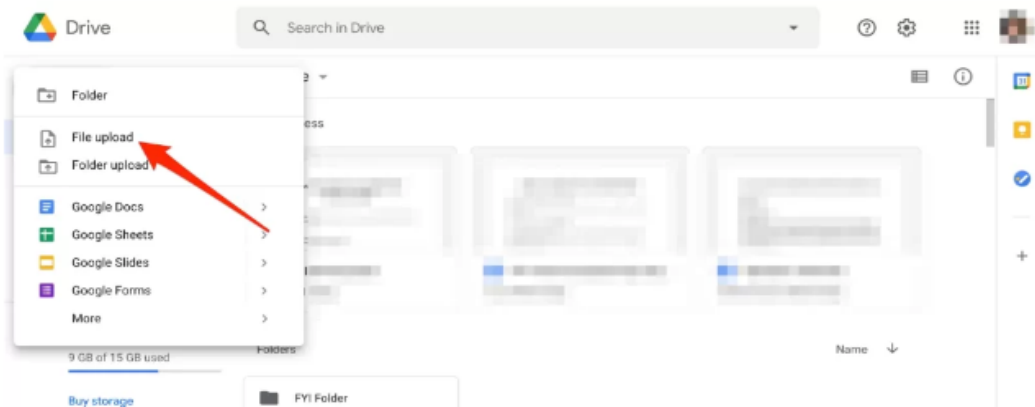 Drive
Search in Drive
Folder
ess
File upload
Folder upload
Google Docs
Google Sheets
Google Slides
Google Forms
More
9 GB of 15 GB used
Folders
Name
Buy storage
FYI Folder